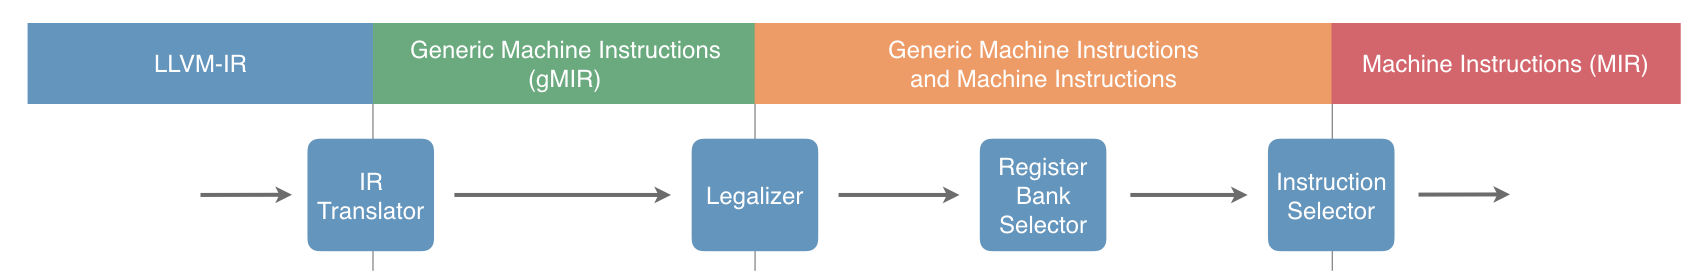 LLVM-IR
Generic Machine Instructions
(gMIR)
Generic Machine Instructions
and Machine Instructions
Machine Instructions (MIR)
IR
Translator
Legalizer
Register
Bank
Selector
Instruction
Selector